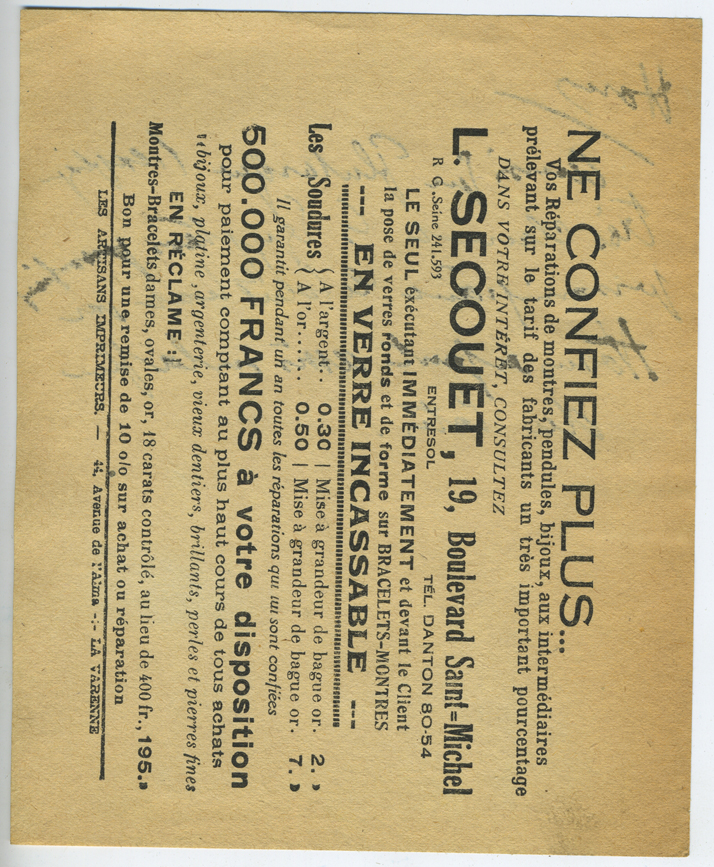 NE CONFIEZ PLUS...
Vos Réparations de montres, pendules, bijoux, aux intermédiaires
prélevant sur le tarif des fabricants un très important pourcentage
DANS VOTRE INTÉRÊT, CONSULTEZ
L. SECOUET, 19, Boulevard Saint=Michel
R. C. Seine 241.593 ENTRESOL TÉL. DANTON 80-54
LE SEUL exécutant IMMÉDIATEMENT et devant le Client
la pose de verres ronds et de forme sur BRACELETS-MONTRES
--- EN VERRE INCASSABLE ---
Les Soudures { A l'argent.. 0.30 | Mise à grandeur de bague or. 2. »
{ A l'or...... 0.50 | Mise à grandeur de bague or. 7. »
Il garantit pendant un an toutes les réparations qui lui sont confiées
500.000 FRANCS à votre disposition
pour paiement comptant au plus haut cours de tous achats
bijoux, platine, argenterie, vieux dentiers, brillants, perles et pierres fines
EN RÉCLAME :
Montres-Bracelets dames, ovales, or, 18 carats contrôlé, au lieu de 400 fr., 195.»
Bon pour une remise de 10 o/o sur achat ou réparation
LES ARTISANS IMPRIMEURS. — 44, Avenue de l'Alma -:- LA VARENNE